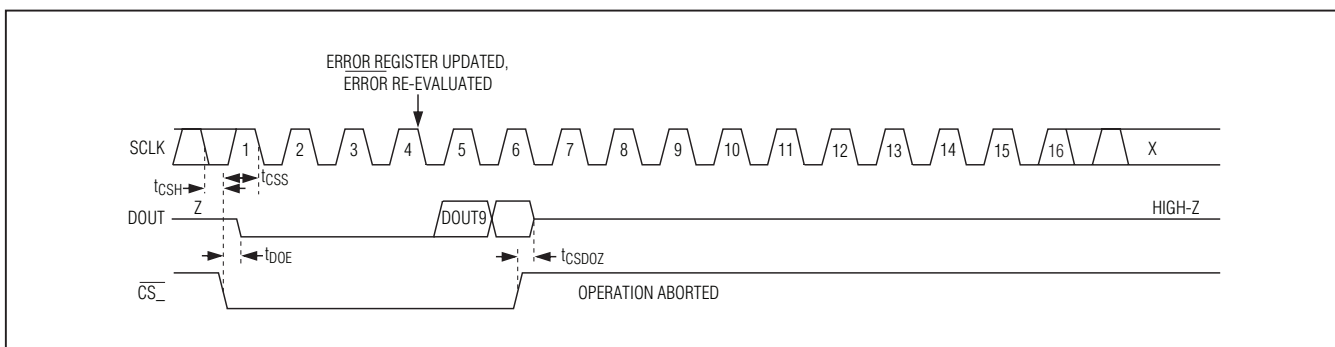 ERROR REGISTER UPDATED,
ERROR RE-EVALUATED
SCLK 1 2 3 4 5 6 7 8 9 10 11 12 13 14 15 16 X
tCSH tCSS
DOUT Z DOUT9 HIGH-Z
tDOE tCSDOZ
CS_ OPERATION ABORTED